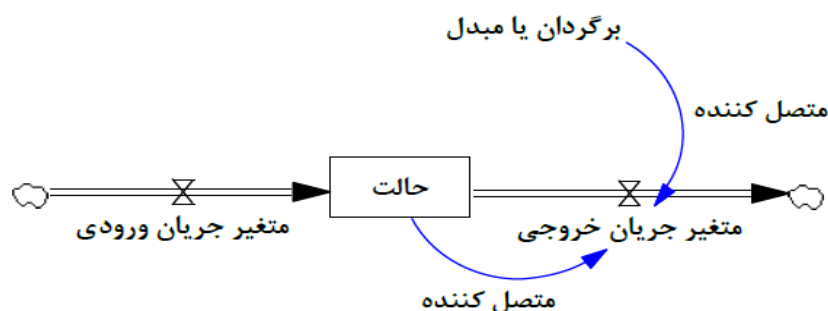 برگردان یا مبدل
متصل کننده
حالت
متغیر جریان ورودی
متغیر جریان خروجی
متصل کننده